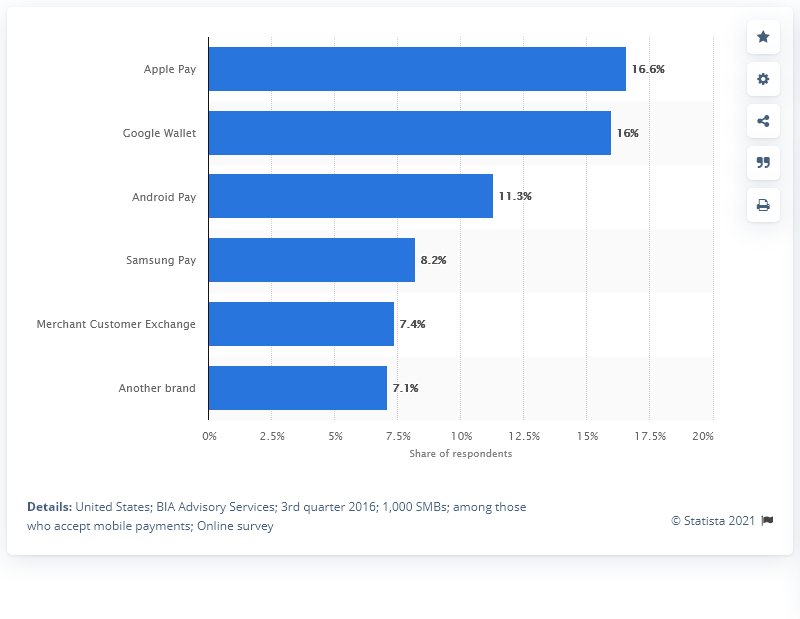 Apple Pay 16.6%
Google Wallet 16%
Android Pay 11.3%
Samsung Pay 8.2%
Merchant Customer Exchange 7.4%
Another brand 7.1%
0% 2.5% 5% 7.5% 10% 12.5% 15% 17.5% 20%
Share of respondents
Details: United States; BIA Advisory Services; 3rd quarter 2016; 1,000 SMBs; among those
who accept mobile payments; Online survey
© Statista 2021